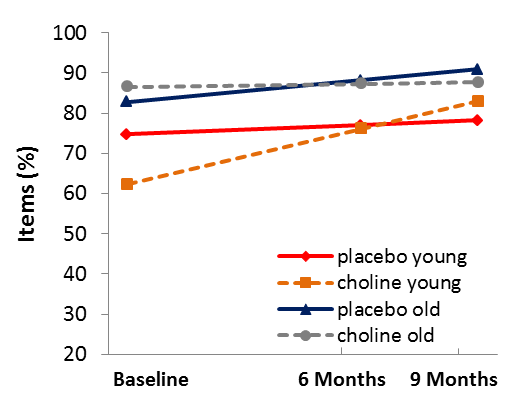 100
90
80
70
60
50
40
30
20
Items (%)
placebo young
choline young
placebo old
choline old
Baseline 6 Months 9 Months